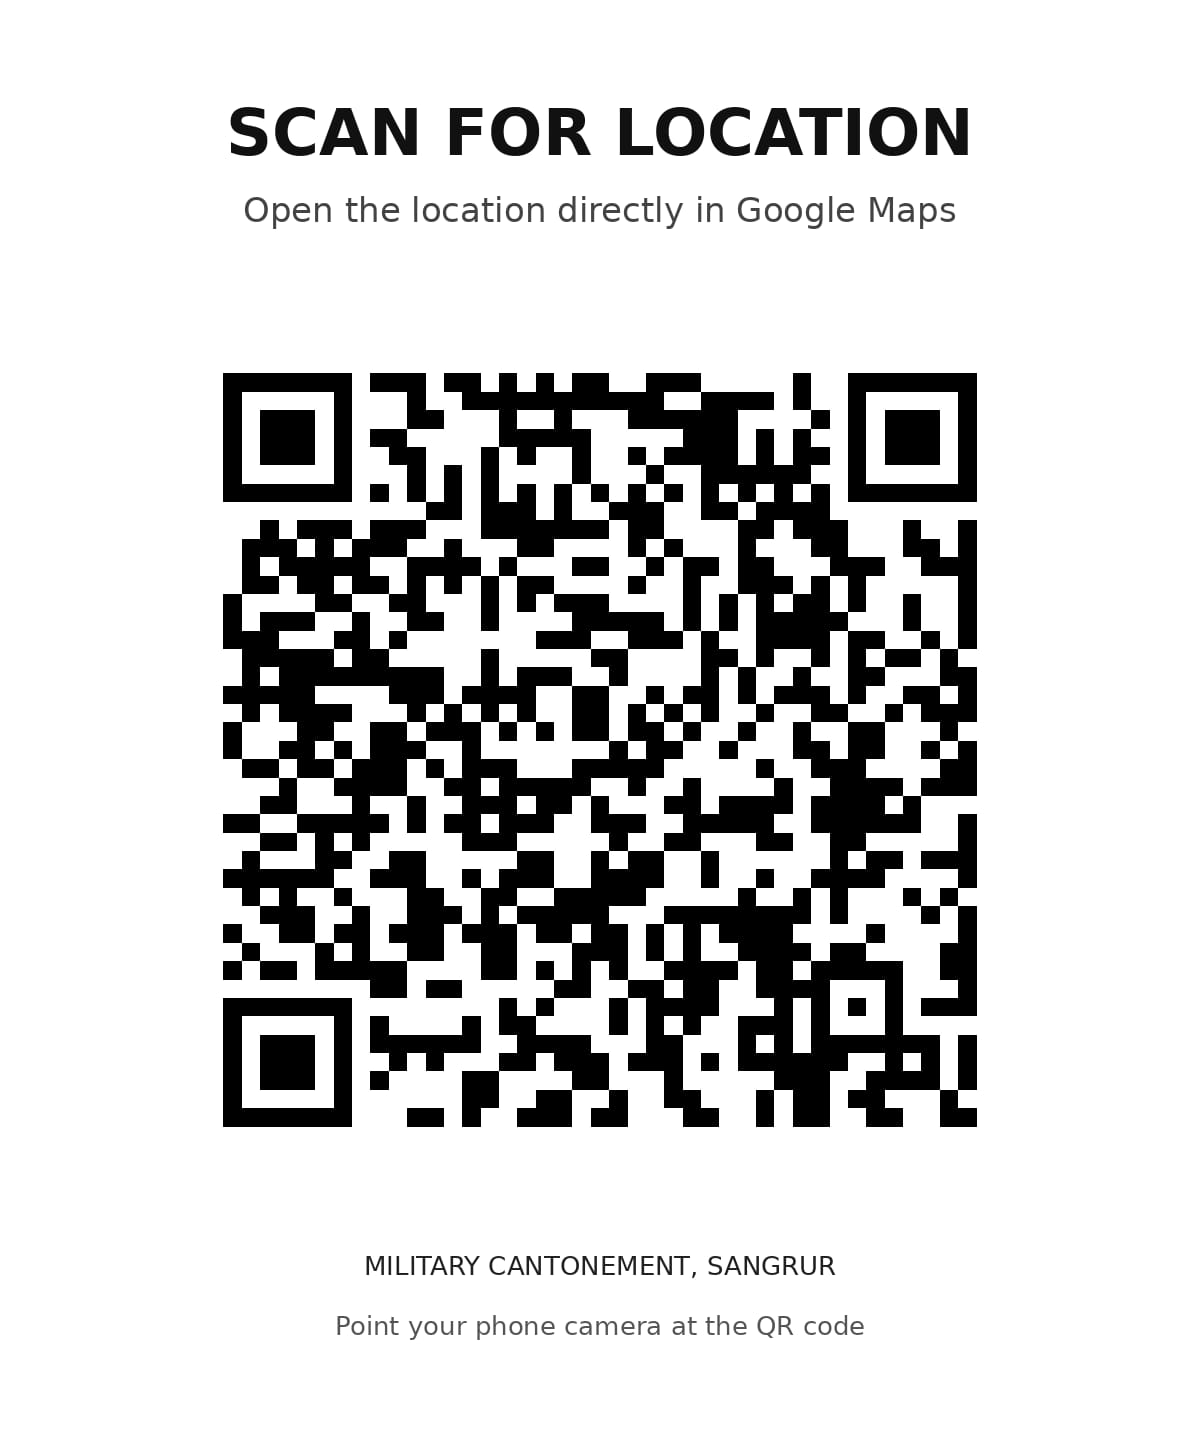 SCAN FOR LOCATION
Open the location directly in Google Maps
MILITARY CANTONEMENT, SANGRUR
Point your phone camera at the QR code